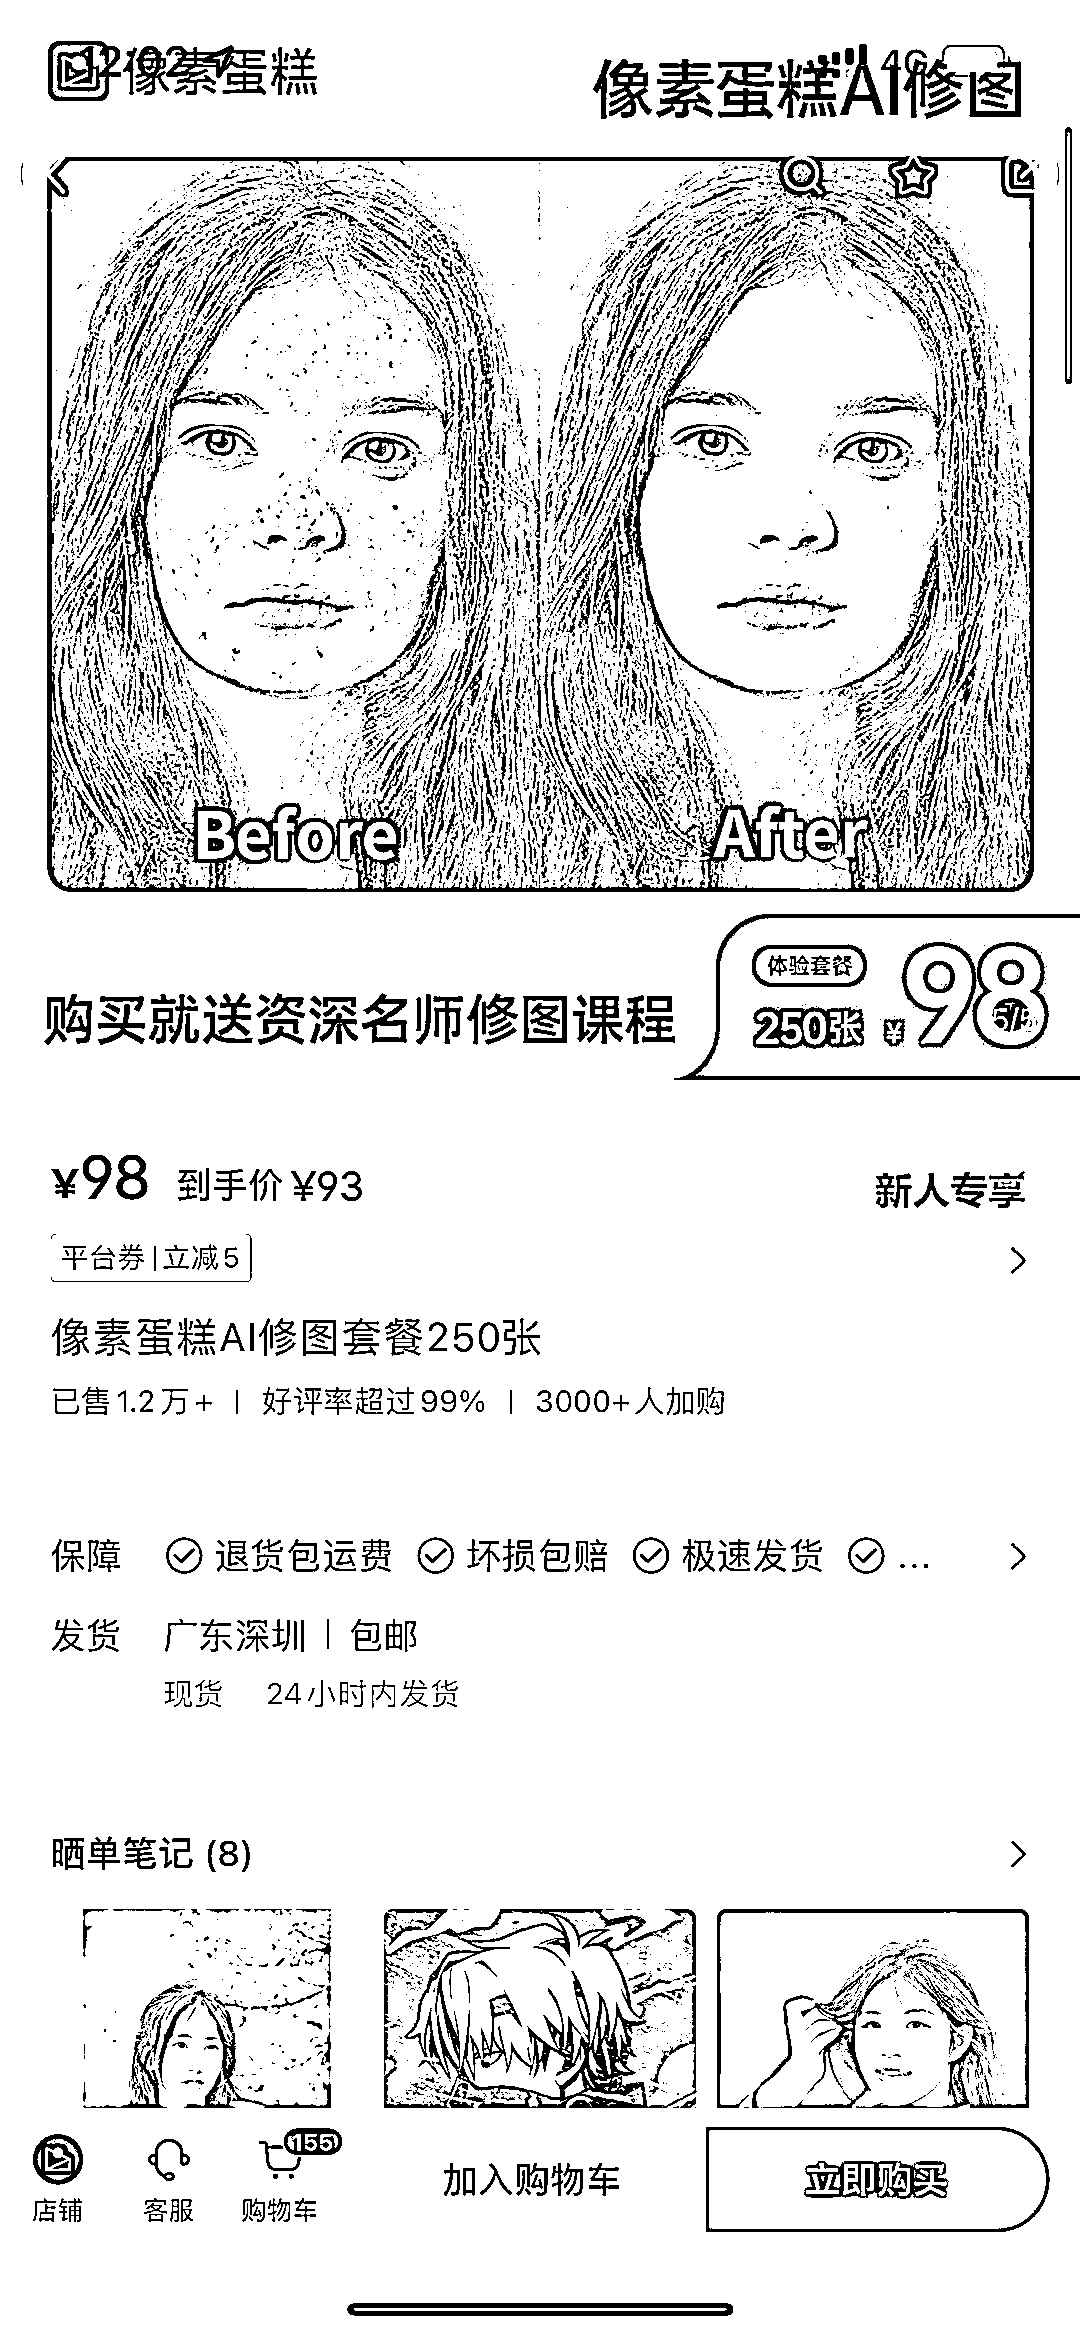 像素蛋糕
像素蛋糕AI修图
Before
After
购买就送资深名师修图课程
体验套餐
250张
¥98
5/5
¥98 到手价 ¥93
新人专享
平台券|立减5
像素蛋糕AI修图套餐250张
已售1.2万+ | 好评率超过99% | 3000+人加购
保障 退货包运费 坏损包赔 极速发货 ...
发货 广东深圳 | 包邮
现货 24小时内发货
晒单笔记 (8)
155
店铺 客服 购物车
加入购物车
立即购买